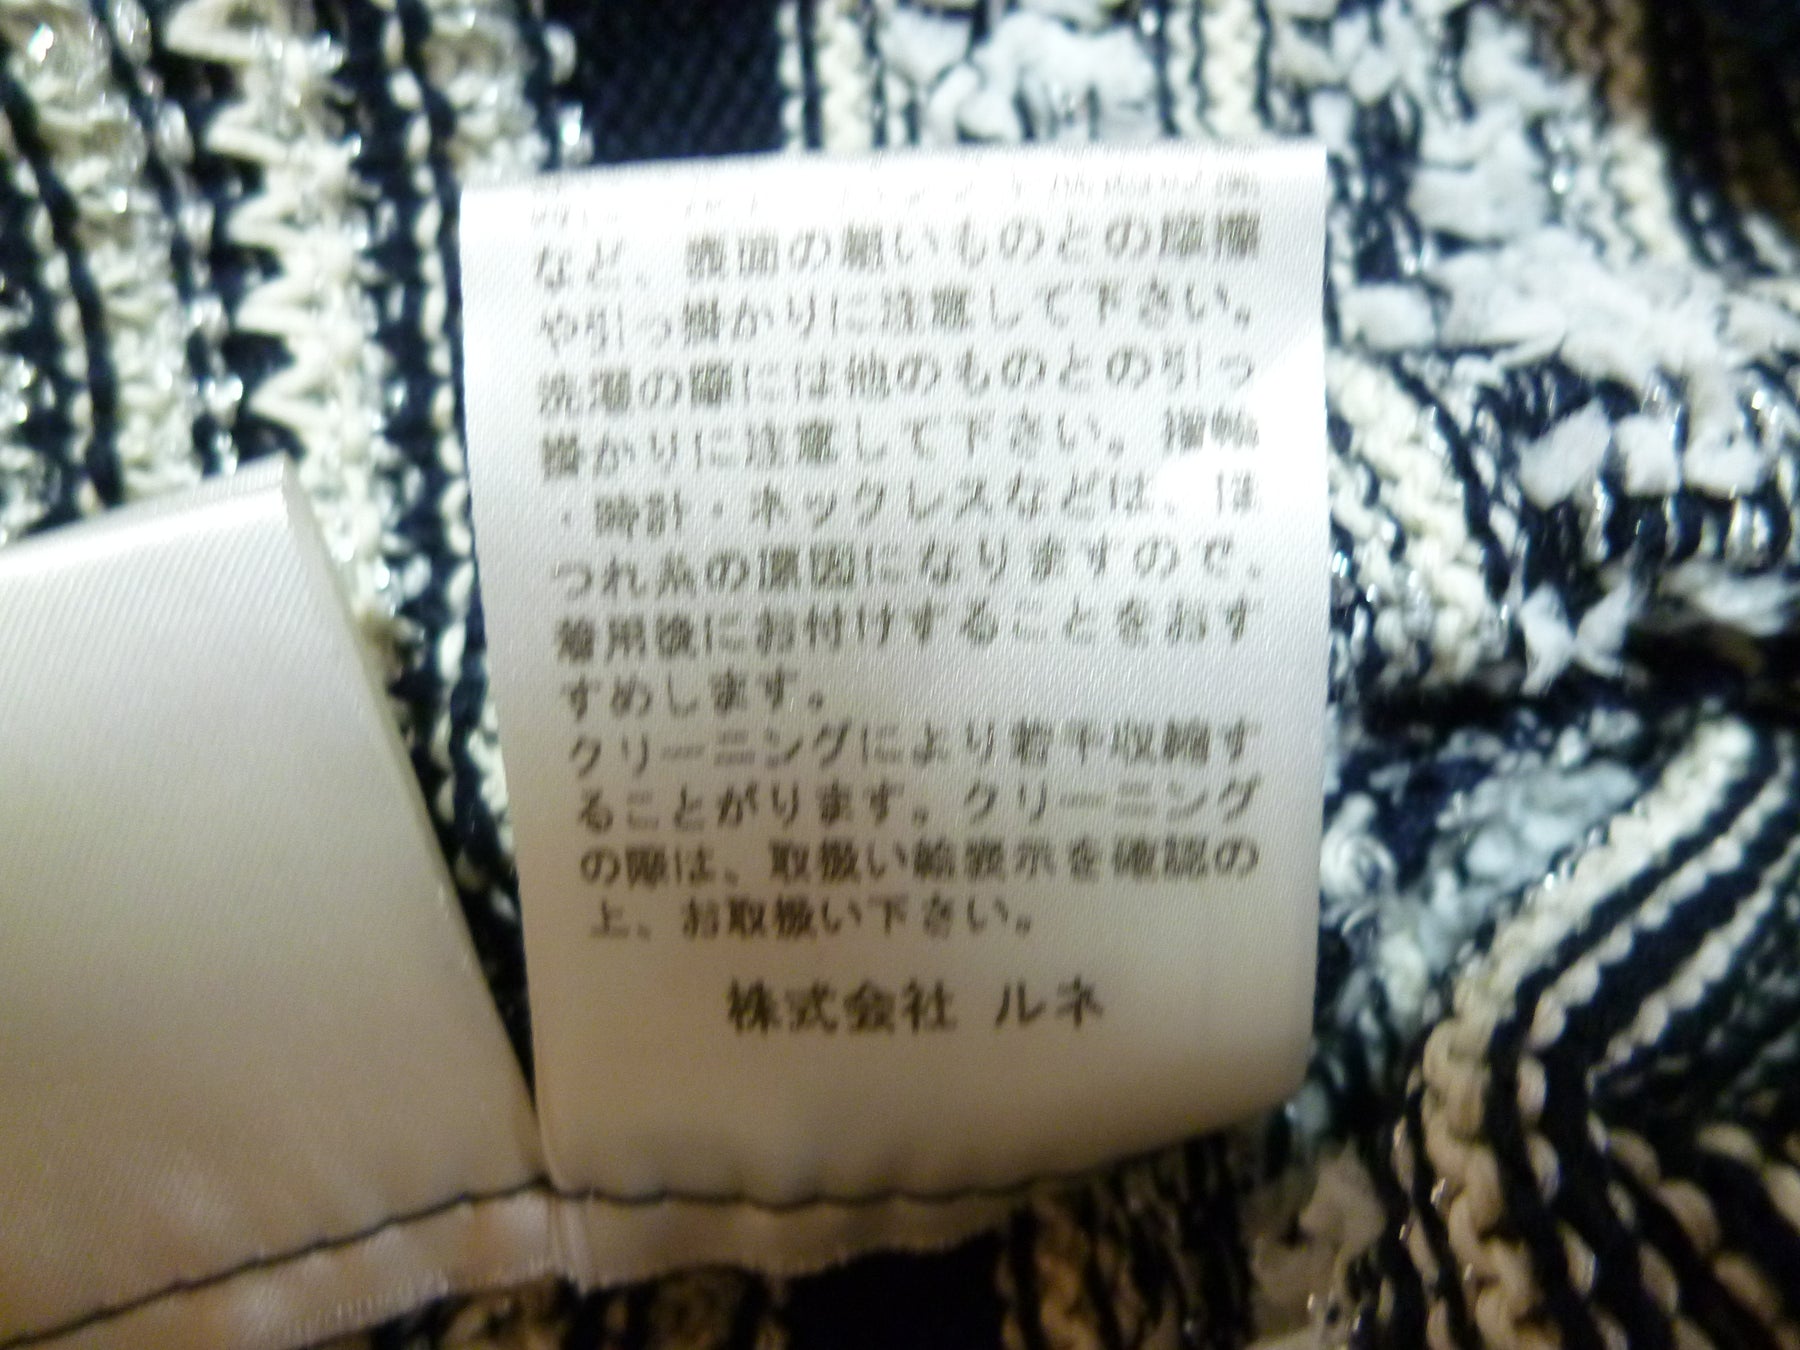 など、表面の粗いものとの摩擦
や引っ掛かりに注意して下さい。
洗濯の際には他のものとの引っ
掛かりに注意して下さい。指輪
・時計・ネックレスなどは、ほ
つれ糸の原因になりますので、
着用後にお付けすることをおす
すめします。
クリーニングにより若干収縮す
ることがります。クリーニング
の際は、取扱い絵表示を確認の
上、お取扱い下さい。
株式会社 ルネ